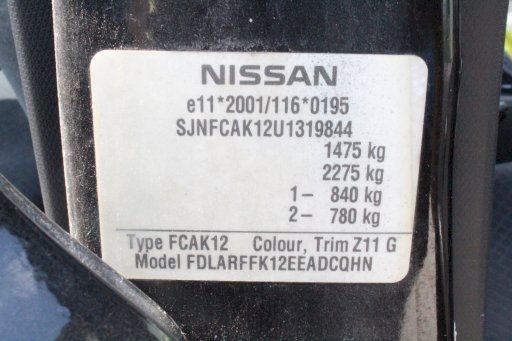 NISSAN
e11*2001/116*0195
SJNFCAK12U1319844
1475 kg
2275 kg
1– 840 kg
2– 780 kg
Type FCAK12 Colour, Trim Z11 G
Model FDLARFFK12EEADCQHN